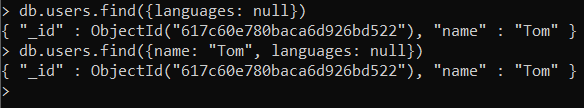 > db.users.find({languages: null})
{ "_id" : ObjectId("617c60e780baca6d926bd522"), "name" : "Tom" }
> db.users.find({name: "Tom", languages: null})
{ "_id" : ObjectId("617c60e780baca6d926bd522"), "name" : "Tom" }
>